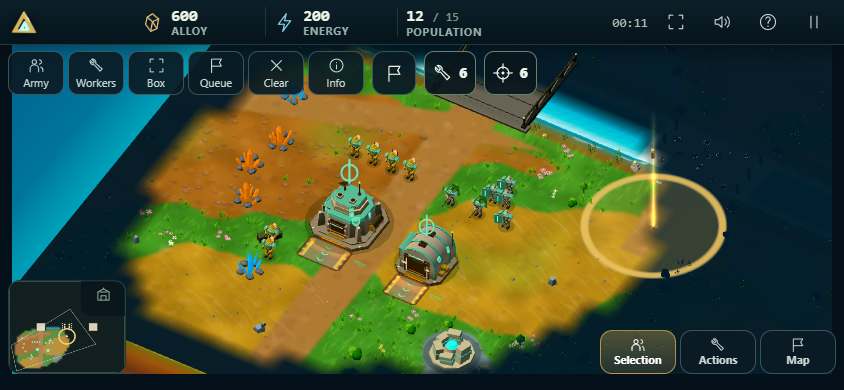 600
ALLOY
200
ENERGY
12 / 15
POPULATION
00:11
Army
Workers
Box
Queue
Clear
Info
6
6
Selection
Actions
Map